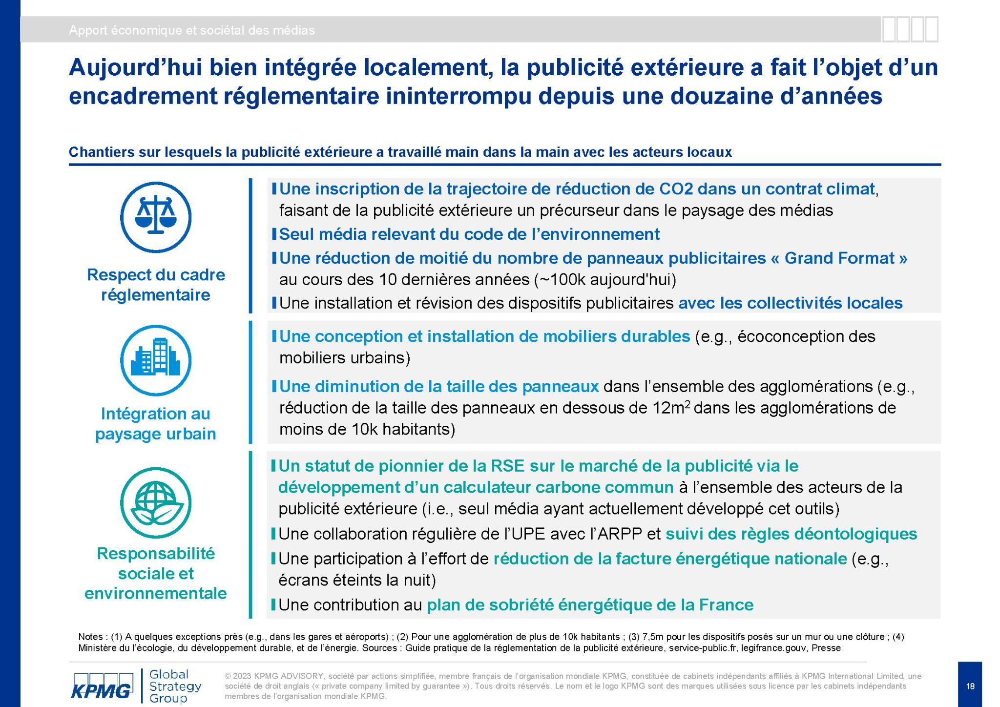 Apport économique et sociétal des médias
Aujourd’hui bien intégrée localement, la publicité extérieure a fait l’objet d’un
encadrement réglementaire ininterrompu depuis une douzaine d’années
Chantiers sur lesquels la publicité extérieure a travaillé main dans la main avec les acteurs locaux
Respect du cadre
réglementaire
Une inscription de la trajectoire de réduction de CO2 dans un contrat climat,
faisant de la publicité extérieure un précurseur dans le paysage des médias
Seul média relevant du code de l’environnement
Une réduction de moitié du nombre de panneaux publicitaires « Grand Format »
au cours des 10 dernières années (~100k aujourd'hui)
Une installation et révision des dispositifs publicitaires avec les collectivités locales
Intégration au
paysage urbain
Une conception et installation de mobiliers durables (e.g., écoconception des
mobiliers urbains)
Une diminution de la taille des panneaux dans l’ensemble des agglomérations (e.g.,
réduction de la taille des panneaux en dessous de 12m² dans les agglomérations de
moins de 10k habitants)
Responsabilité
sociale et
environnementale
Un statut de pionnier de la RSE sur le marché de la publicité via le
développement d’un calculateur carbone commun à l’ensemble des acteurs de la
publicité extérieure (i.e., seul média ayant actuellement développé cet outils)
Une collaboration régulière de l’UPE avec l’ARPP et suivi des règles déontologiques
Une participation à l’effort de réduction de la facture énergétique nationale (e.g.,
écrans éteints la nuit)
Une contribution au plan de sobriété énergétique de la France
Notes : (1) A quelques exceptions près (e.g., dans les gares et aéroports) ; (2) Pour une agglomération de plus de 10k habitants ; (3) 7,5m pour les dispositifs posés sur un mur ou une clôture ; (4)
Ministère du l’écologie, du développement durable, et de l’énergie. Sources : Guide pratique de la réglementation de la publicité extérieure, service-public.fr, legifrance.gouv, Presse
KPMG
Global
Strategy
Group
© 2023 KPMG ADVISORY, société par actions simplifiée, membre français de l’organisation mondiale KPMG, constituée de cabinets indépendants affiliés à KPMG International Limited, une
société de droit anglais (« private company limited by guarantee »). Tous droits réservés. Le nom et le logo KPMG sont des marques utilisées sous licence par les cabinets indépendants
membres de l’organisation mondiale KPMG.
18